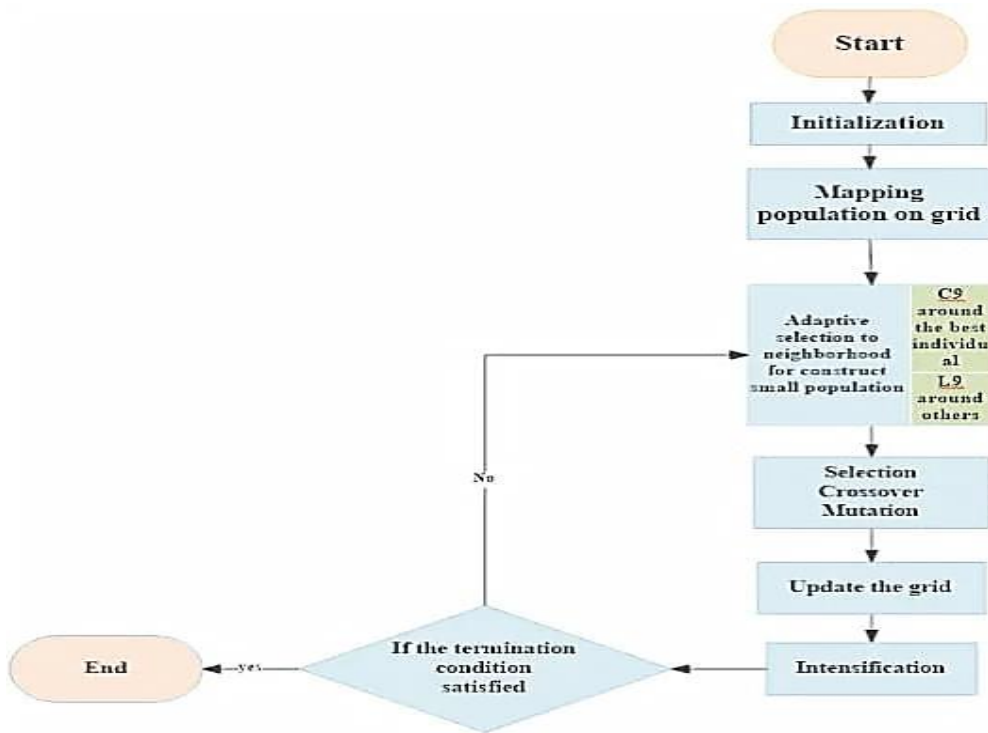 Start
Initialization
Mapping
population on grid
Adaptive
selection to
neighborhood
for construct
small population
C9
around
the best
individu
al
L9
around
others
No
Selection
Crossover
Mutation
Update the grid
Intensification
If the termination
condition
satisfied
yes
End